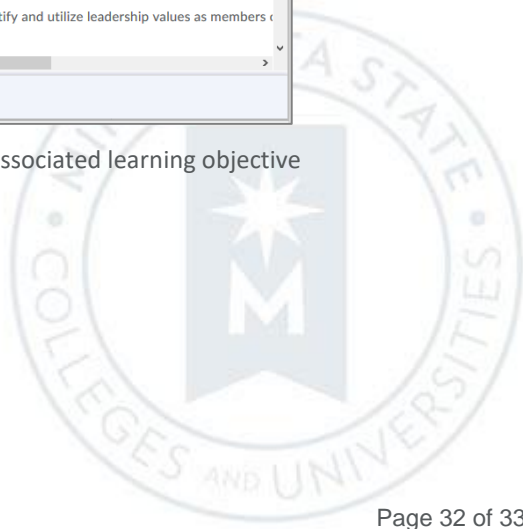 tify and utilize leadership values as members
ssociated learning objective
STATE
COLLEGES AND UNIVERSITIES
M
Page 32 of 33